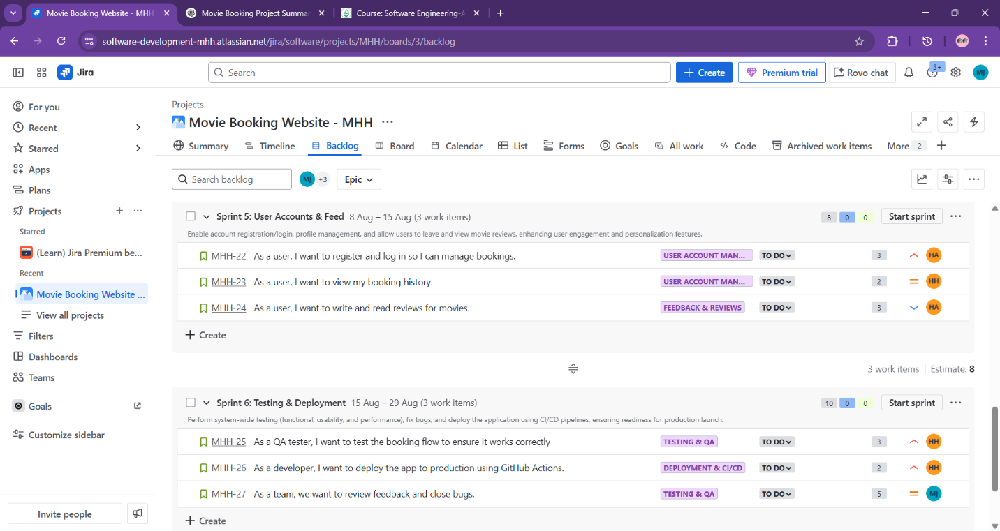 Movie Booking Website - MHH
Movie Booking Project Summar
Course: Software Engineering-A
software-development-mhh.atlassian.net/jira/software/projects/MHH/boards/3/backlog
Jira
Search
Create
Premium trial
Rovo chat
3+
MJ
For you
Recent
Starred
Apps
Plans
Projects
Starred
(Learn) Jira Premium be...
Recent
Movie Booking Website ...
View all projects
Filters
Dashboards
Teams
Goals
Customize sidebar
Invite people
Projects
Movie Booking Website - MHH
Summary Timeline Backlog Board Calendar List Forms Goals All work Code Archived work items More 2
Search backlog MJ +3 Epic
Sprint 5: User Accounts & Feed 8 Aug – 15 Aug (3 work items) 8 0 0 Start sprint
Enable account registration/login, profile management, and allow users to leave and view movie reviews, enhancing user engagement and personalization features.
MHH-22 As a user, I want to register and log in so I can manage bookings. USER ACCOUNT MAN... TO DO 3 HA
MHH-23 As a user, I want to view my booking history. USER ACCOUNT MAN... TO DO 2 HH
MHH-24 As a user, I want to write and read reviews for movies. FEEDBACK & REVIEWS TO DO 3 HA
Create
3 work items Estimate: 8
Sprint 6: Testing & Deployment 15 Aug – 29 Aug (3 work items) 10 0 0 Start sprint
Perform system-wide testing (functional, usability, and performance), fix bugs, and deploy the application using CI/CD pipelines, ensuring readiness for production launch.
MHH-25 As a QA tester, I want to test the booking flow to ensure it works correctly TESTING & QA TO DO 3 HH
MHH-26 As a developer, I want to deploy the app to production using GitHub Actions. DEPLOYMENT & CI/CD TO DO 2 HH
MHH-27 As a team, we want to review feedback and close bugs. TESTING & QA TO DO 5 MJ
Create